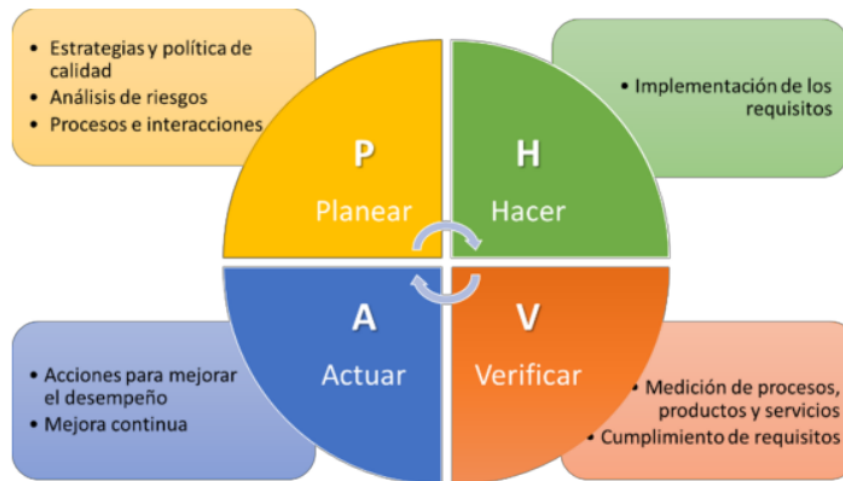 • Estrategias y política de
calidad
• Análisis de riesgos
• Procesos e interacciones
P
Planear
H
Hacer
• Implementación de los
requisitos
A
Actuar
• Acciones para mejorar
el desempeño
• Mejora continua
V
Verificar
• Medición de procesos,
productos y servicios
• Cumplimiento de requisitos